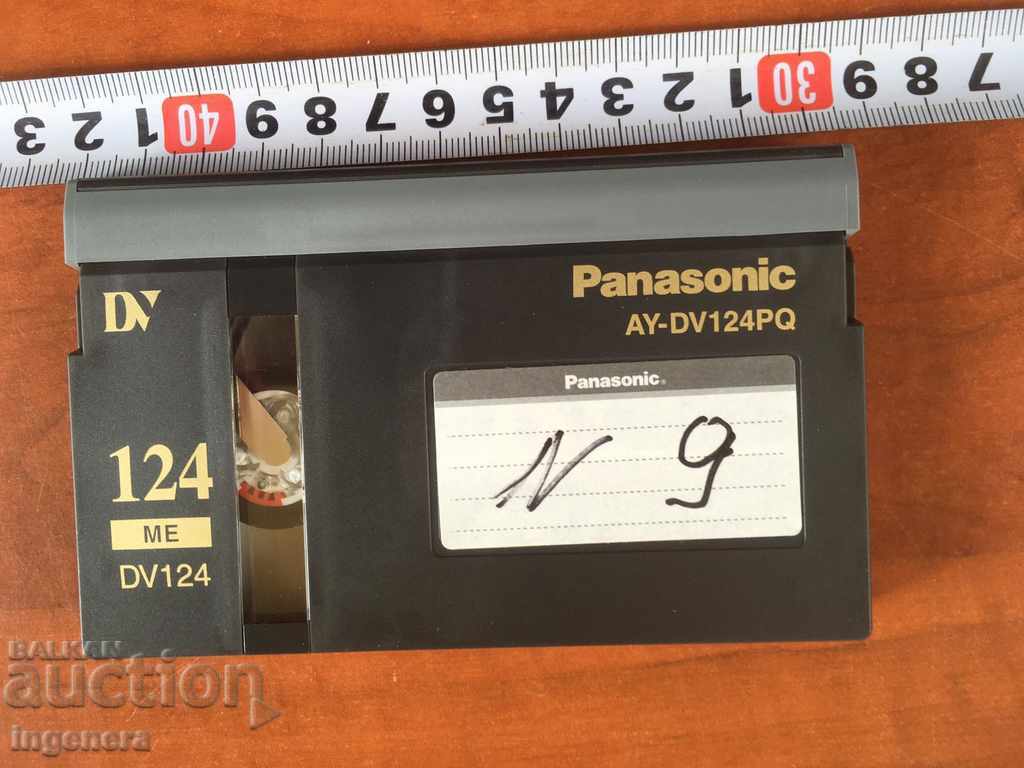 3 2 1 40 9 8 7 6 5 4 3 2 1 30 9 8 7
Panasonic
AY-DV124PQ
DV
Panasonic
N 9
124
ME
DV124
BALKAN
auction
ingenera